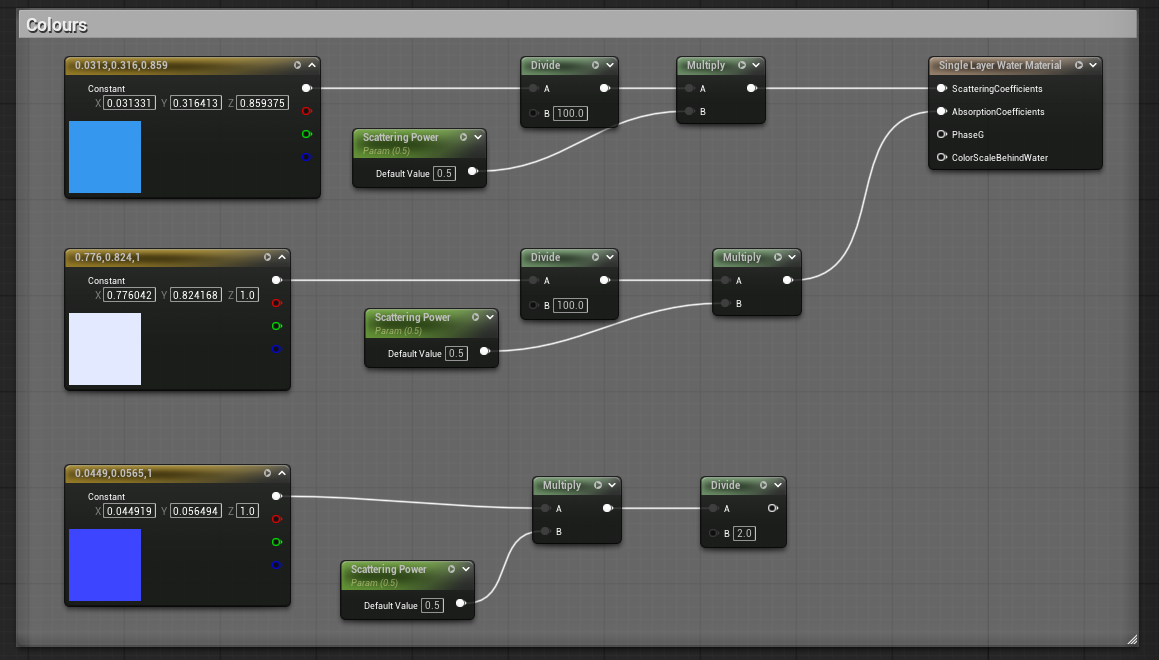 Colours
0.0313,0.316,0.859
Constant
X 0.031331 Y 0.316413 Z 0.859375
Divide
A
B 100.0
Multiply
A
B
Single Layer Water Material
ScatteringCoefficients
AbsorptionCoefficients
PhaseG
ColorScaleBehindWater
Scattering Power
Param (0.5)
Default Value 0.5
0.776,0.824,1
Constant
X 0.776042 Y 0.824168 Z 1.0
Divide
A
B 100.0
Multiply
A
B
Scattering Power
Param (0.5)
Default Value 0.5
0.0449,0.0565,1
Constant
X 0.044919 Y 0.056494 Z 1.0
Multiply
A
B
Divide
A
B 2.0
Scattering Power
Param (0.5)
Default Value 0.5